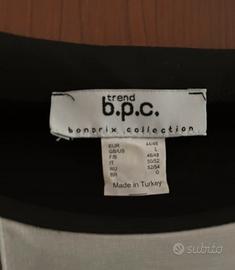 trend
b.p.c.
bonprix collection
EUR 44/46
GB/US L
F/B 46/48
IT 50/52
RU 52/54
BR G
Made in Turkey
subito